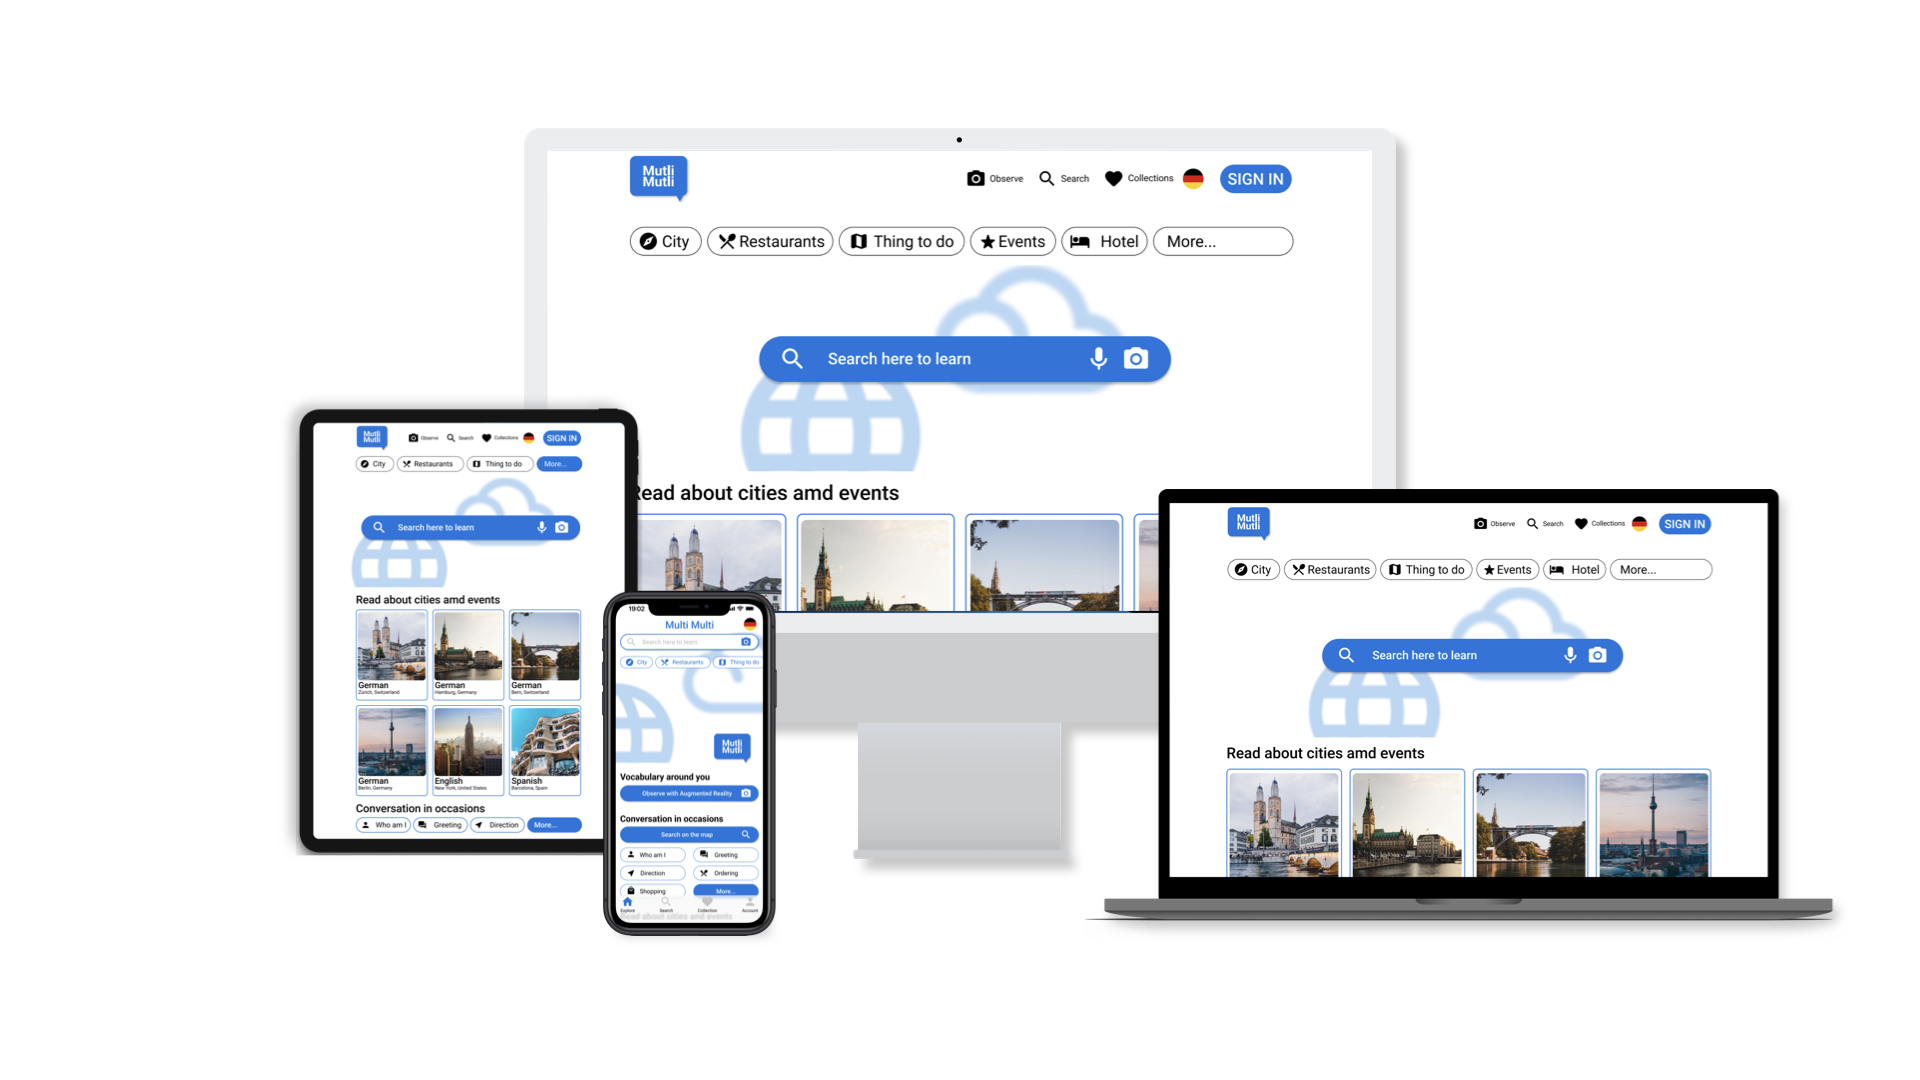 Mutli
Mutli
Observe
Search
Collections
SIGN IN
City
Restaurants
Thing to do
Events
Hotel
More...
Search here to learn
Read about cities amd events
Mutli
Mutli
Observe
Search
Collections
SIGN IN
City
Restaurants
Thing to do
More...
Search here to learn
Read about cities amd events
German
Zürich, Switzerland
German
Hamburg, Germany
German
Bern, Switzerland
German
Berlin, Germany
English
New York, United States
Spanish
Barcelona, Spain
Conversation in occasions
Who am I
Greeting
Direction
More...
19:02
Multi Multi
Search here to learn
City
Restaurants
Thing to do
Mutli
Mutli
Vocabulary around you
Observe with Augmented Reality
Conversation in occasions
Search on the map
Who am I
Greeting
Direction
Ordering
Shopping
More...
Explore
Search
Collection
Account
Read about cities and events
Mutli
Mutli
Observe
Search
Collections
SIGN IN
City
Restaurants
Thing to do
Events
Hotel
More...
Search here to learn
Read about cities amd events